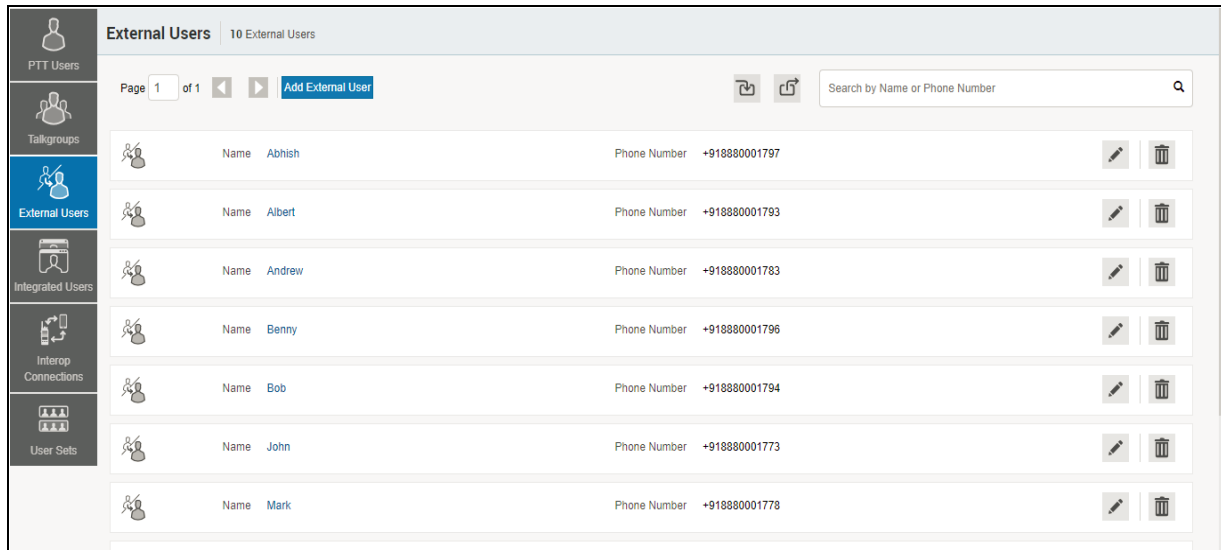 PTT Users
Talkgroups
External Users
Integrated Users
Interop
Connections
User Sets
External Users 10 External Users
Page 1 of 1 Add External User Search by Name or Phone Number
Name Abhish Phone Number +918880001797
Name Albert Phone Number +918880001793
Name Andrew Phone Number +918880001783
Name Benny Phone Number +918880001796
Name Bob Phone Number +918880001794
Name John Phone Number +918880001773
Name Mark Phone Number +918880001778